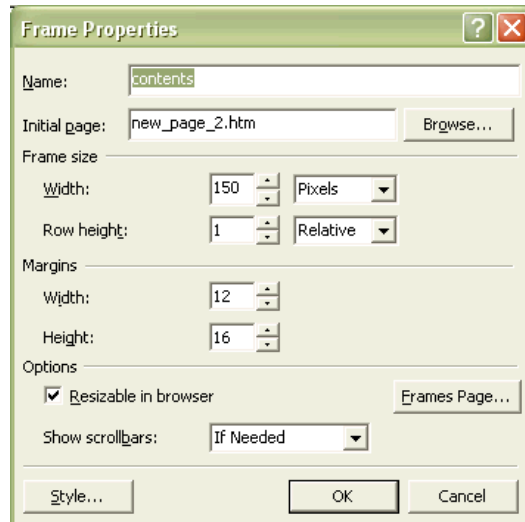 Frame Properties ?
Name: contents
Initial page: new_page_2.htm Browse...
Frame size
Width: 150 Pixels
Row height: 1 Relative
Margins
Width: 12
Height: 16
Options
Resizable in browser Frames Page...
Show scrollbars: If Needed
Style... OK Cancel